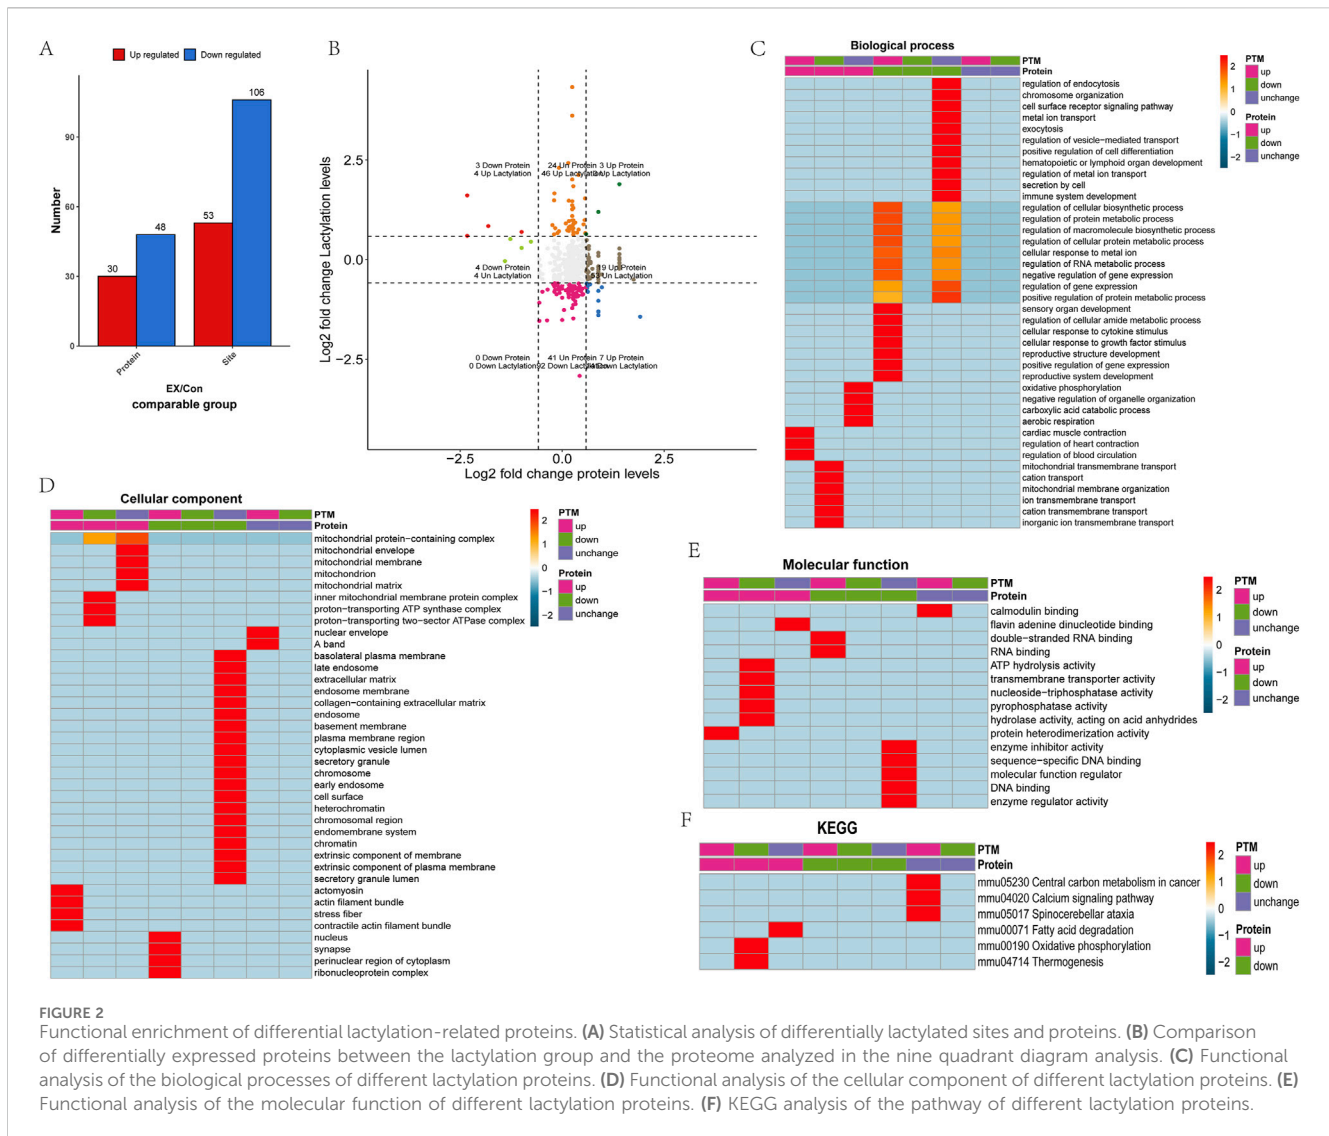 A
Up regulated
Down regulated
Number
90
60
30
0
30
48
53
106
Protein
Site
EX/Con
comparable group
B
Log2 fold change Lactylation levels
2.5
0.0
−2.5
3 Down Protein
4 Up Lactylation
24 Un Protein
46 Up Lactylation
3 Up Protein
Up Lactylation
4 Down Protein
4 Un Lactylation
19 Up Protein
Un Lactylation
0 Down Protein
0 Down Lactylation
41 Un Protein
92 Down Lactylation
7 Up Protein
Down Lactylation
−2.5
0.0
2.5
Log2 fold change protein levels
C
Biological process
PTM
Protein
regulation of endocytosis
chromosome organization
cell surface receptor signaling pathway
metal ion transport
exocytosis
regulation of vesicle−mediated transport
positive regulation of cell differentiation
hematopoietic or lymphoid organ development
regulation of metal ion transport
secretion by cell
immune system development
regulation of cellular biosynthetic process
regulation of protein metabolic process
regulation of macromolecule biosynthetic process
regulation of cellular protein metabolic process
cellular response to metal ion
regulation of RNA metabolic process
negative regulation of gene expression
regulation of gene expression
positive regulation of protein metabolic process
sensory organ development
regulation of cellular amide metabolic process
cellular response to cytokine stimulus
cellular response to growth factor stimulus
reproductive structure development
positive regulation of gene expression
reproductive system development
oxidative phosphorylation
negative regulation of organelle organization
carboxylic acid catabolic process
aerobic respiration
cardiac muscle contraction
regulation of heart contraction
regulation of blood circulation
mitochondrial transmembrane transport
cation transport
mitochondrial membrane organization
ion transmembrane transport
cation transmembrane transport
inorganic ion transmembrane transport
2
1
0
−1
−2
PTM
up
down
unchange
Protein
up
down
unchange
D
Cellular component
PTM
Protein
mitochondrial protein−containing complex
mitochondrial envelope
mitochondrial membrane
mitochondrion
mitochondrial matrix
inner mitochondrial membrane protein complex
proton−transporting ATP synthase complex
proton−transporting two−sector ATPase complex
nuclear envelope
A band
basolateral plasma membrane
late endosome
extracellular matrix
endosome membrane
collagen−containing extracellular matrix
endosome
basement membrane
plasma membrane region
cytoplasmic vesicle lumen
secretory granule
chromosome
early endosome
cell surface
heterochromatin
chromosomal region
endomembrane system
chromatin
extrinsic component of membrane
extrinsic component of plasma membrane
secretory granule lumen
actomyosin
actin filament bundle
stress fiber
contractile actin filament bundle
nucleus
synapse
perinuclear region of cytoplasm
ribonucleoprotein complex
2
1
0
−1
−2
PTM
up
down
unchange
Protein
up
down
unchange
E
Molecular function
PTM
Protein
calmodulin binding
flavin adenine dinucleotide binding
double−stranded RNA binding
RNA binding
ATP hydrolysis activity
transmembrane transporter activity
nucleoside−triphosphatase activity
pyrophosphatase activity
hydrolase activity, acting on acid anhydrides
protein heterodimerization activity
enzyme inhibitor activity
sequence−specific DNA binding
molecular function regulator
DNA binding
enzyme regulator activity
2
1
0
−1
−2
PTM
up
down
unchange
Protein
up
down
unchange
F
KEGG
PTM
Protein
mmu05230 Central carbon metabolism in cancer
mmu04020 Calcium signaling pathway
mmu05017 Spinocerebellar ataxia
mmu00071 Fatty acid degradation
mmu00190 Oxidative phosphorylation
mmu04714 Thermogenesis
2
1
0
−1
−2
PTM
up
down
unchange
Protein
up
down
FIGURE 2
Functional enrichment of differential lactylation-related proteins. (A) Statistical analysis of differentially lactylated sites and proteins. (B) Comparison
of differentially expressed proteins between the lactylation group and the proteome analyzed in the nine quadrant diagram analysis. (C) Functional
analysis of the biological processes of different lactylation proteins. (D) Functional analysis of the cellular component of different lactylation proteins. (E)
Functional analysis of the molecular function of different lactylation proteins. (F) KEGG analysis of the pathway of different lactylation proteins.